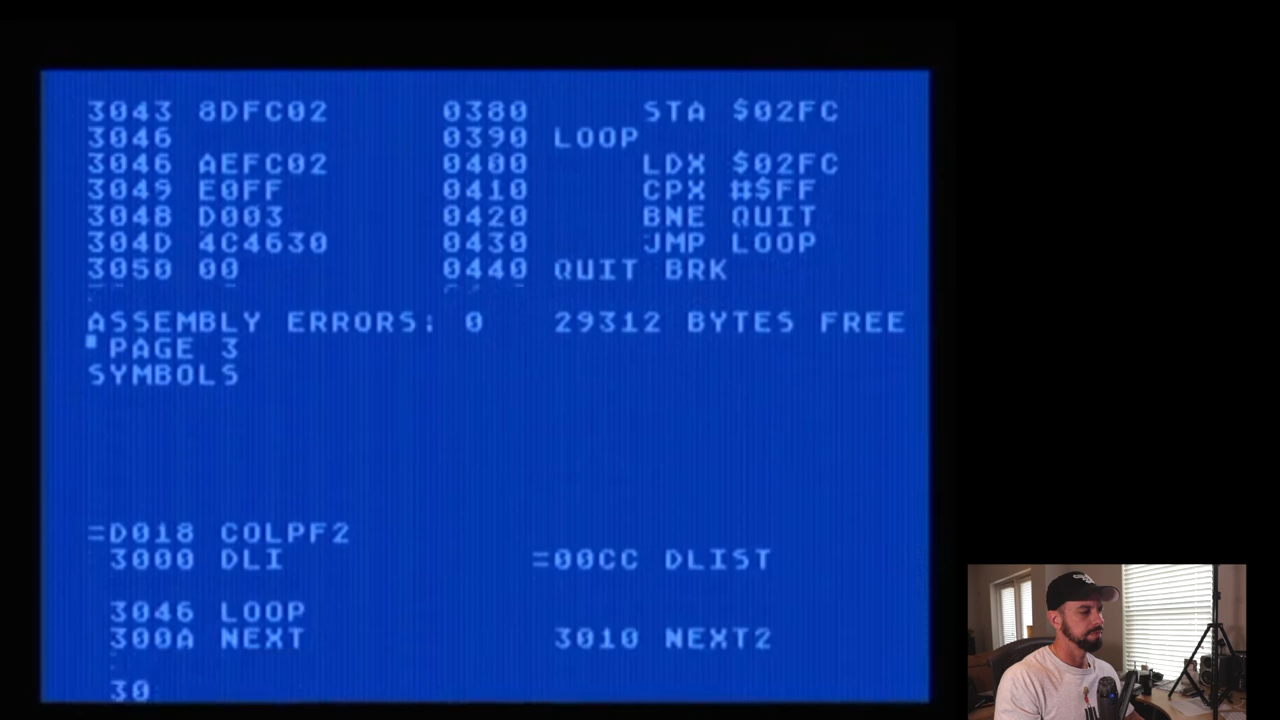 3043 8DFC02 0380 STA $02FC
3046 0390 LOOP
3046 AEFC02 0400 LDX $02FC
3049 E0FF 0410 CPX #$FF
304B D003 0420 BNE QUIT
304D 4C4630 0430 JMP LOOP
3050 00 0440 QUIT BRK
ASSEMBLY ERRORS: 0 29312 BYTES FREE
PAGE 3
SYMBOLS
=D018 COLPF2
3000 DLI =00CC DLIST
3046 LOOP
300A NEXT 3010 NEXT2
30